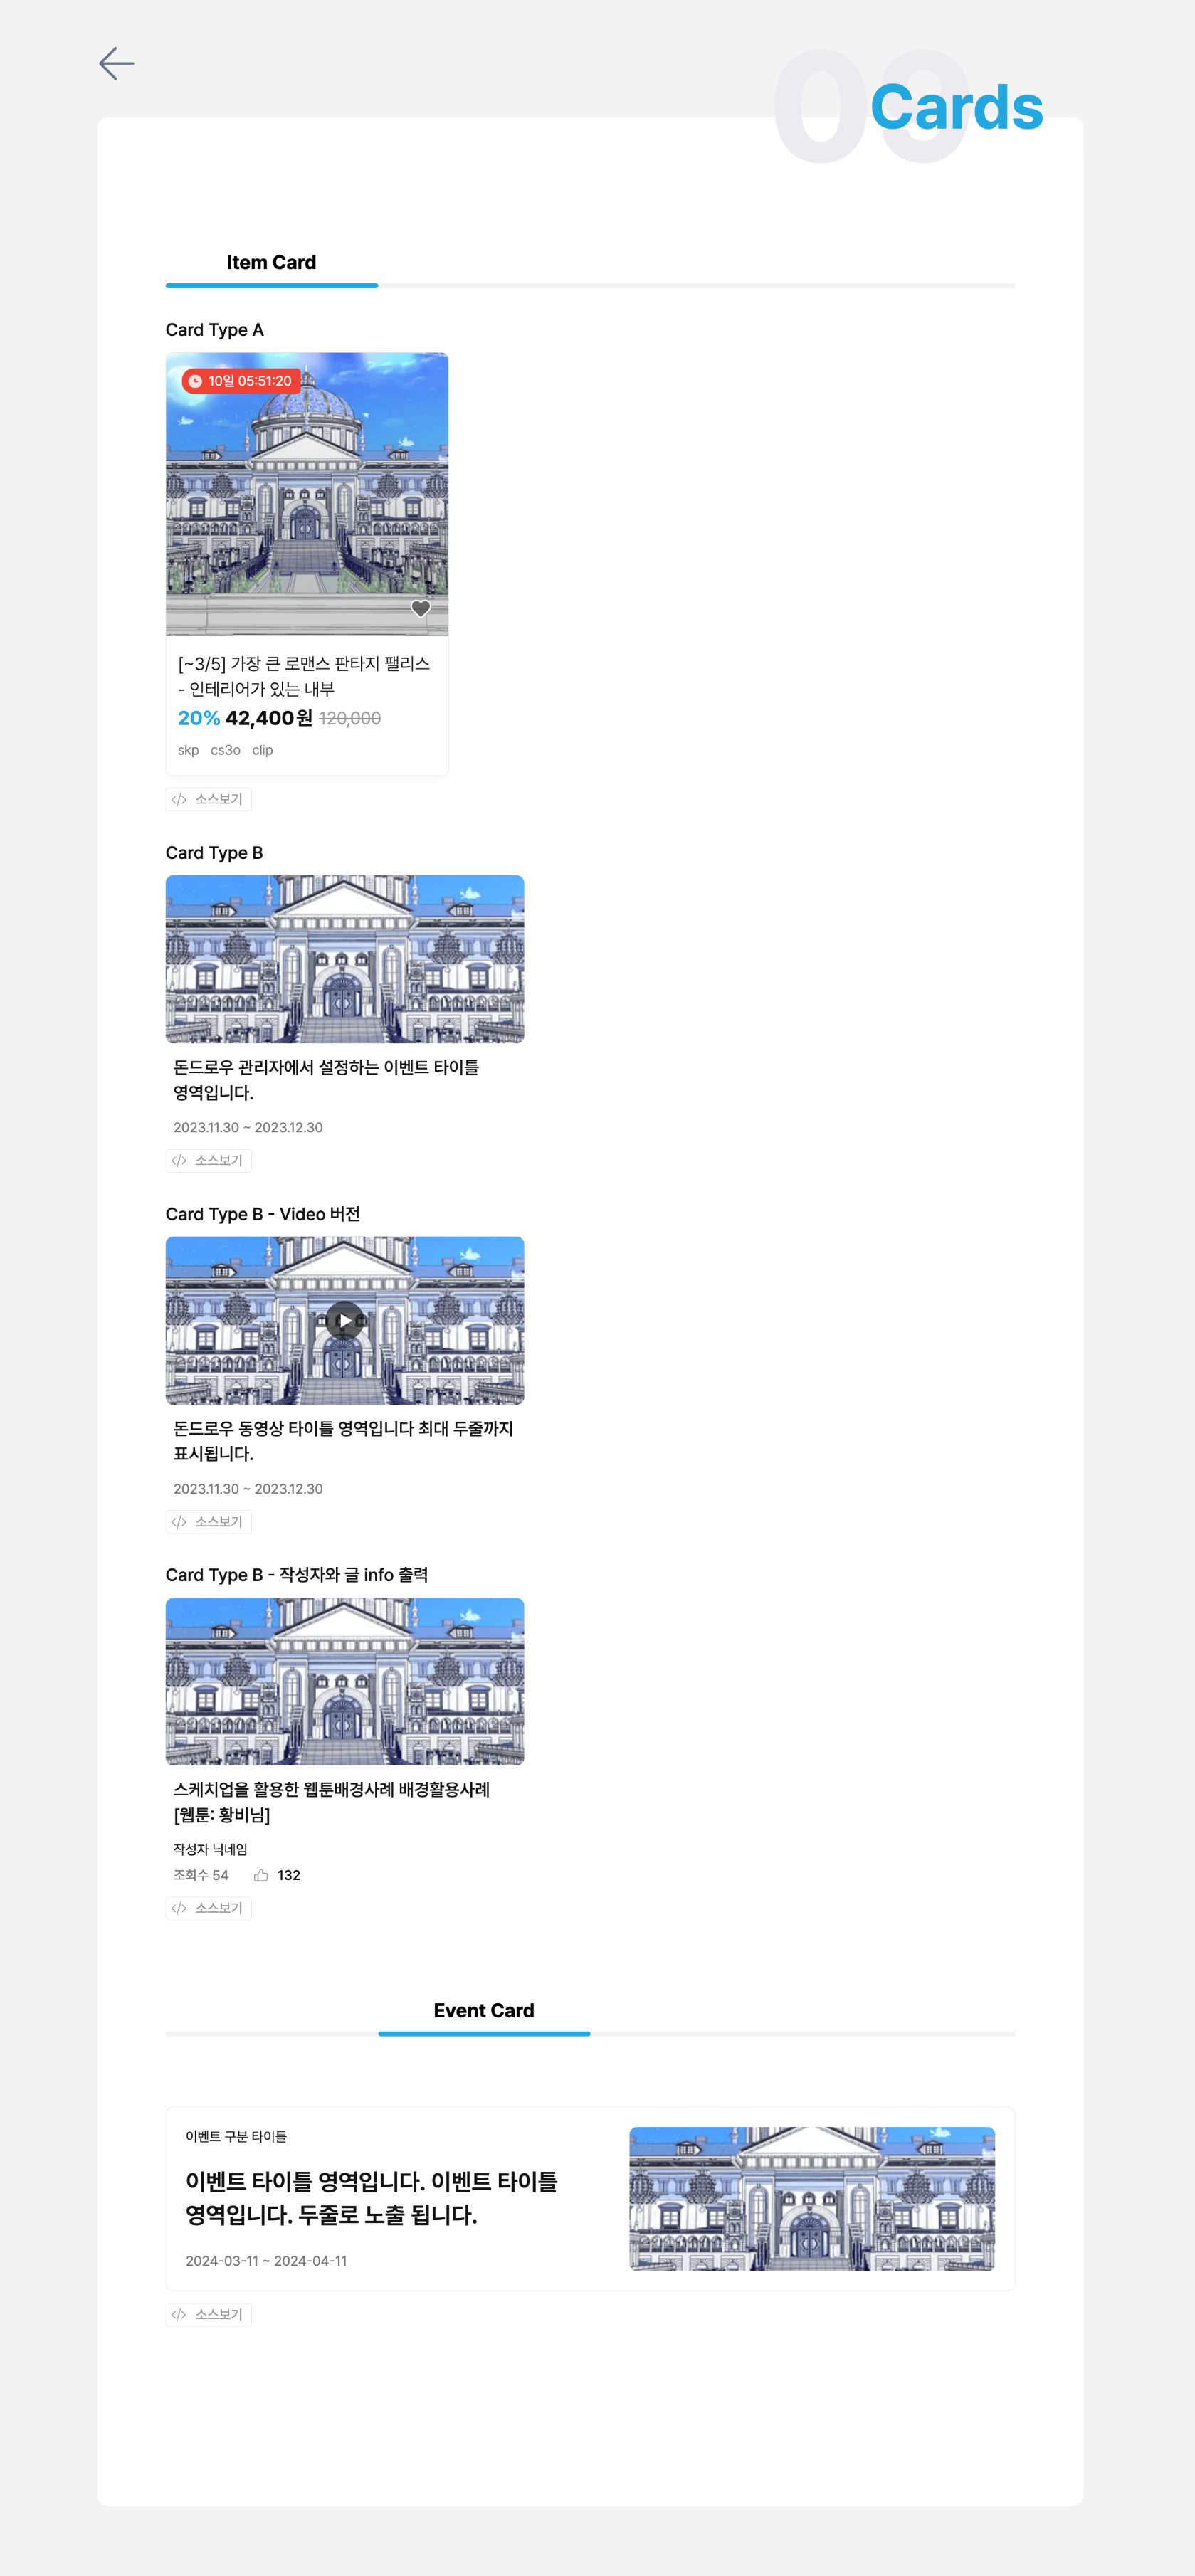 03
Cards
Item Card
Card Type A
10일 05:51:20
[~3/5] 가장 큰 로맨스 판타지 팰리스
- 인테리어가 있는 내부
20% 42,400원 120,000
skp cs3o clip
</> 소스보기
Card Type B
돈드로우 관리자에서 설정하는 이벤트 타이틀
영역입니다.
2023.11.30 ~ 2023.12.30
</> 소스보기
Card Type B - Video 버전
돈드로우 동영상 타이틀 영역입니다 최대 두줄까지
표시됩니다.
2023.11.30 ~ 2023.12.30
</> 소스보기
Card Type B - 작성자와 글 info 출력
스케치업을 활용한 웹툰배경사례 배경활용사례
[웹툰: 황비님]
작성자 닉네임
조회수 54 132
</> 소스보기
Event Card
이벤트 구분 타이틀
이벤트 타이틀 영역입니다. 이벤트 타이틀
영역입니다. 두줄로 노출 됩니다.
2024-03-11 ~ 2024-04-11
</> 소스보기